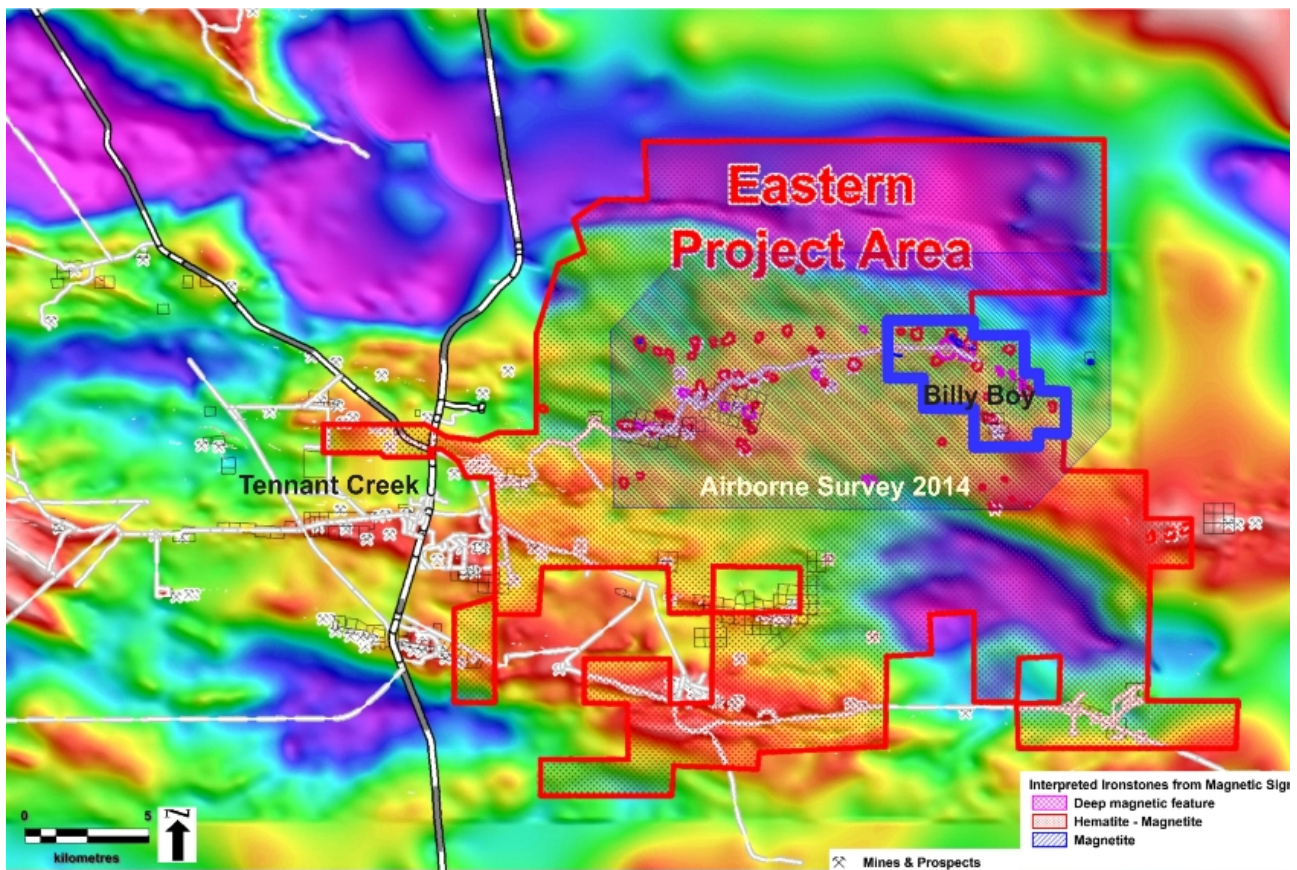 Eastern
Project Area
Billy Boy
Tennant Creek
Airborne Survey 2014
0 5
kilometres
N
Interpreted Ironstones from Magnetic Sign
Deep magnetic feature
Hematite - Magnetite
Magnetite
Mines & Prospects